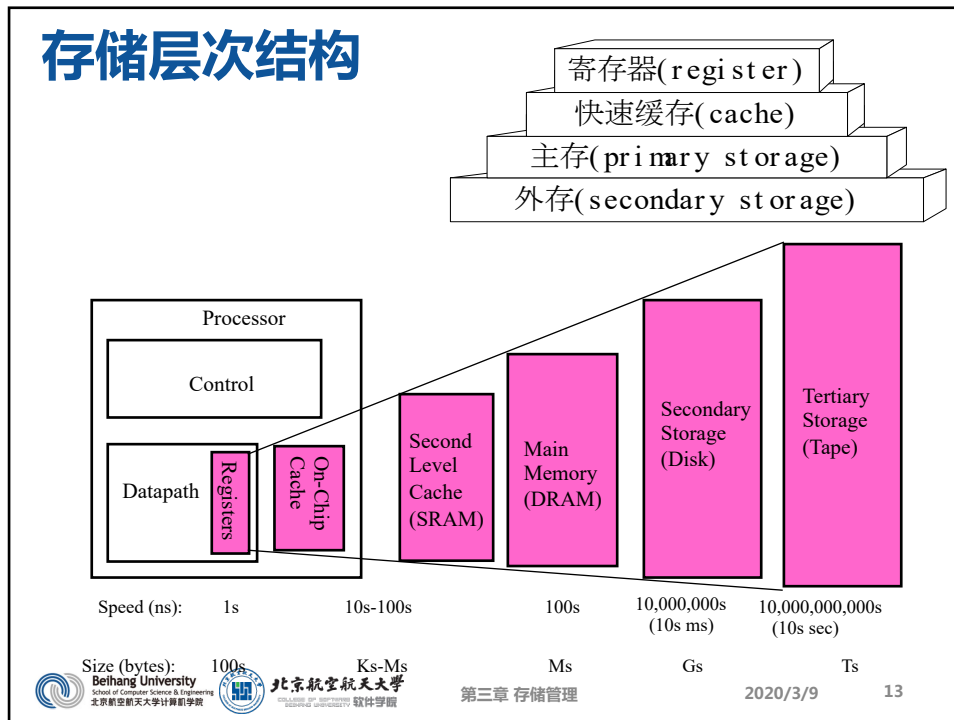 存储层次结构
寄存器(register)
快速缓存(cache)
主存(primary storage)
外存(secondary storage)
Processor
Control
Datapath
Registers
On-Chip
Cache
Second
Level
Cache
(SRAM)
Main
Memory
(DRAM)
Secondary
Storage
(Disk)
Tertiary
Storage
(Tape)
Speed (ns): 1s 10s-100s 100s 10,000,000s 10,000,000,000s
(10s ms) (10s sec)
Size (bytes): 100s Ks-Ms Ms Gs Ts
Beihang University
School of Computer Science & Engineering
北京航空航天大学计算机学院
北京航空航天大学
COLLEGE OF SOFTWARE
BEIHANG UNIVERSITY 软件学院
第三章 存储管理 2020/3/9 13